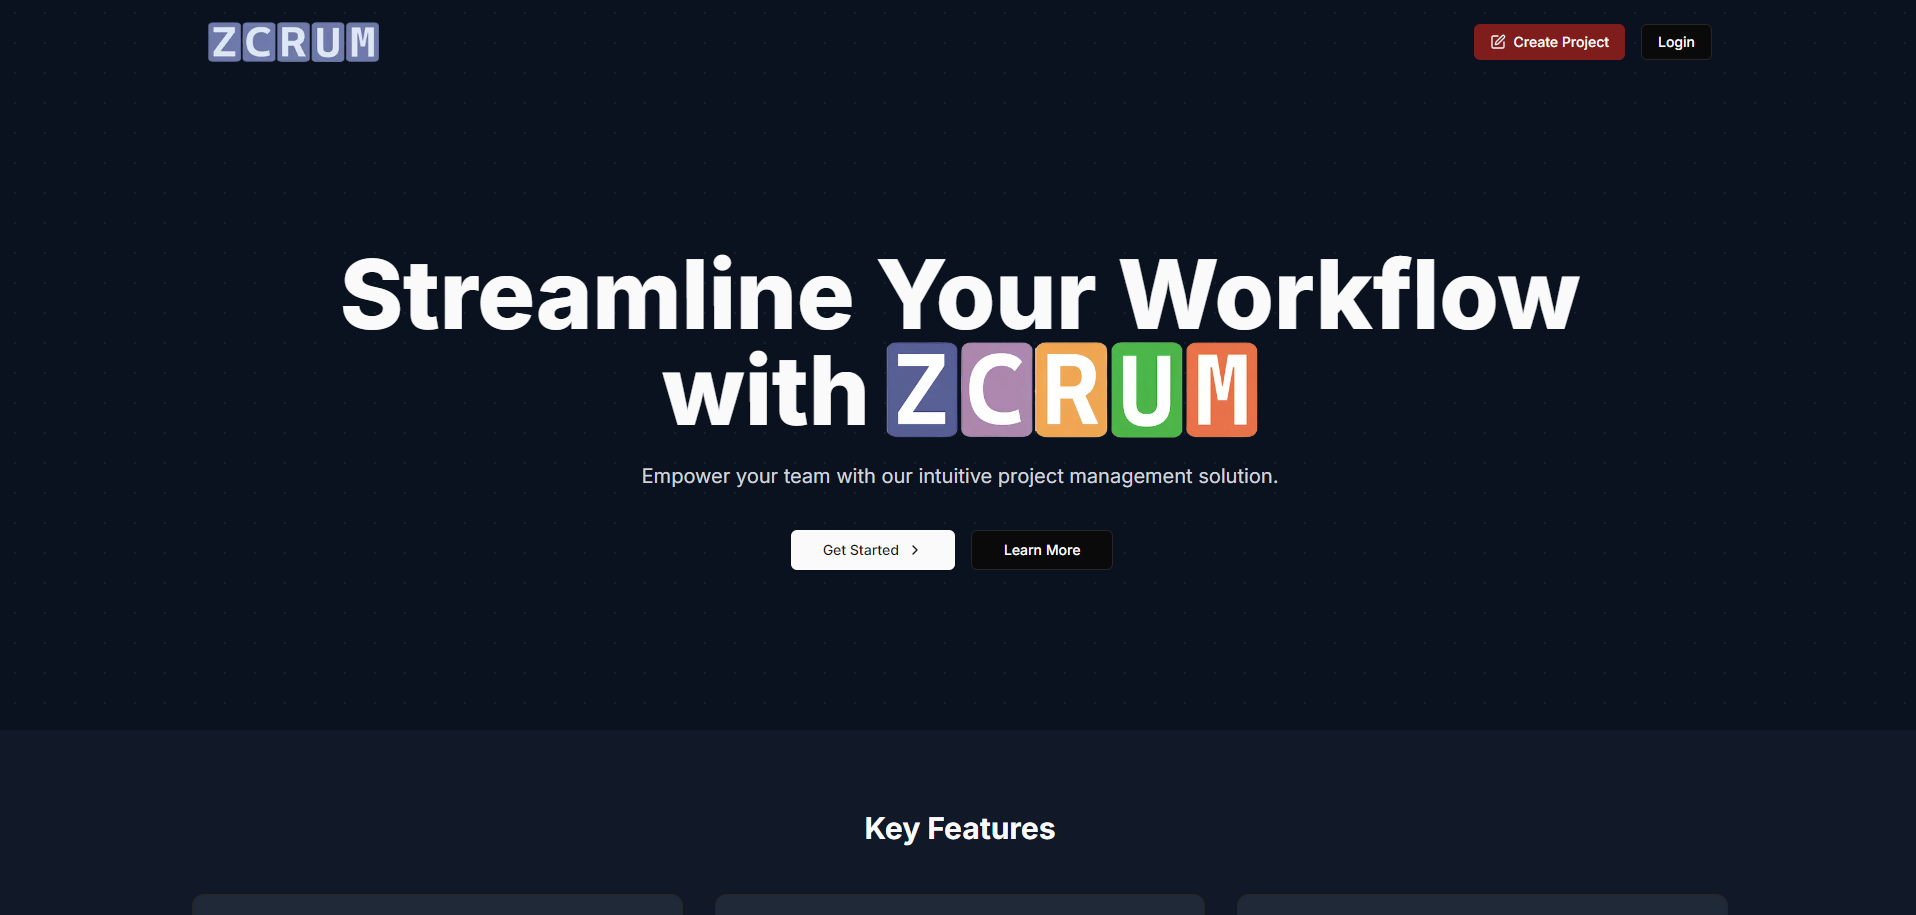 ZCRUM
Create Project
Login
Streamline Your Workflow
with ZCRUM
Empower your team with our intuitive project management solution.
Get Started
Learn More
Key Features